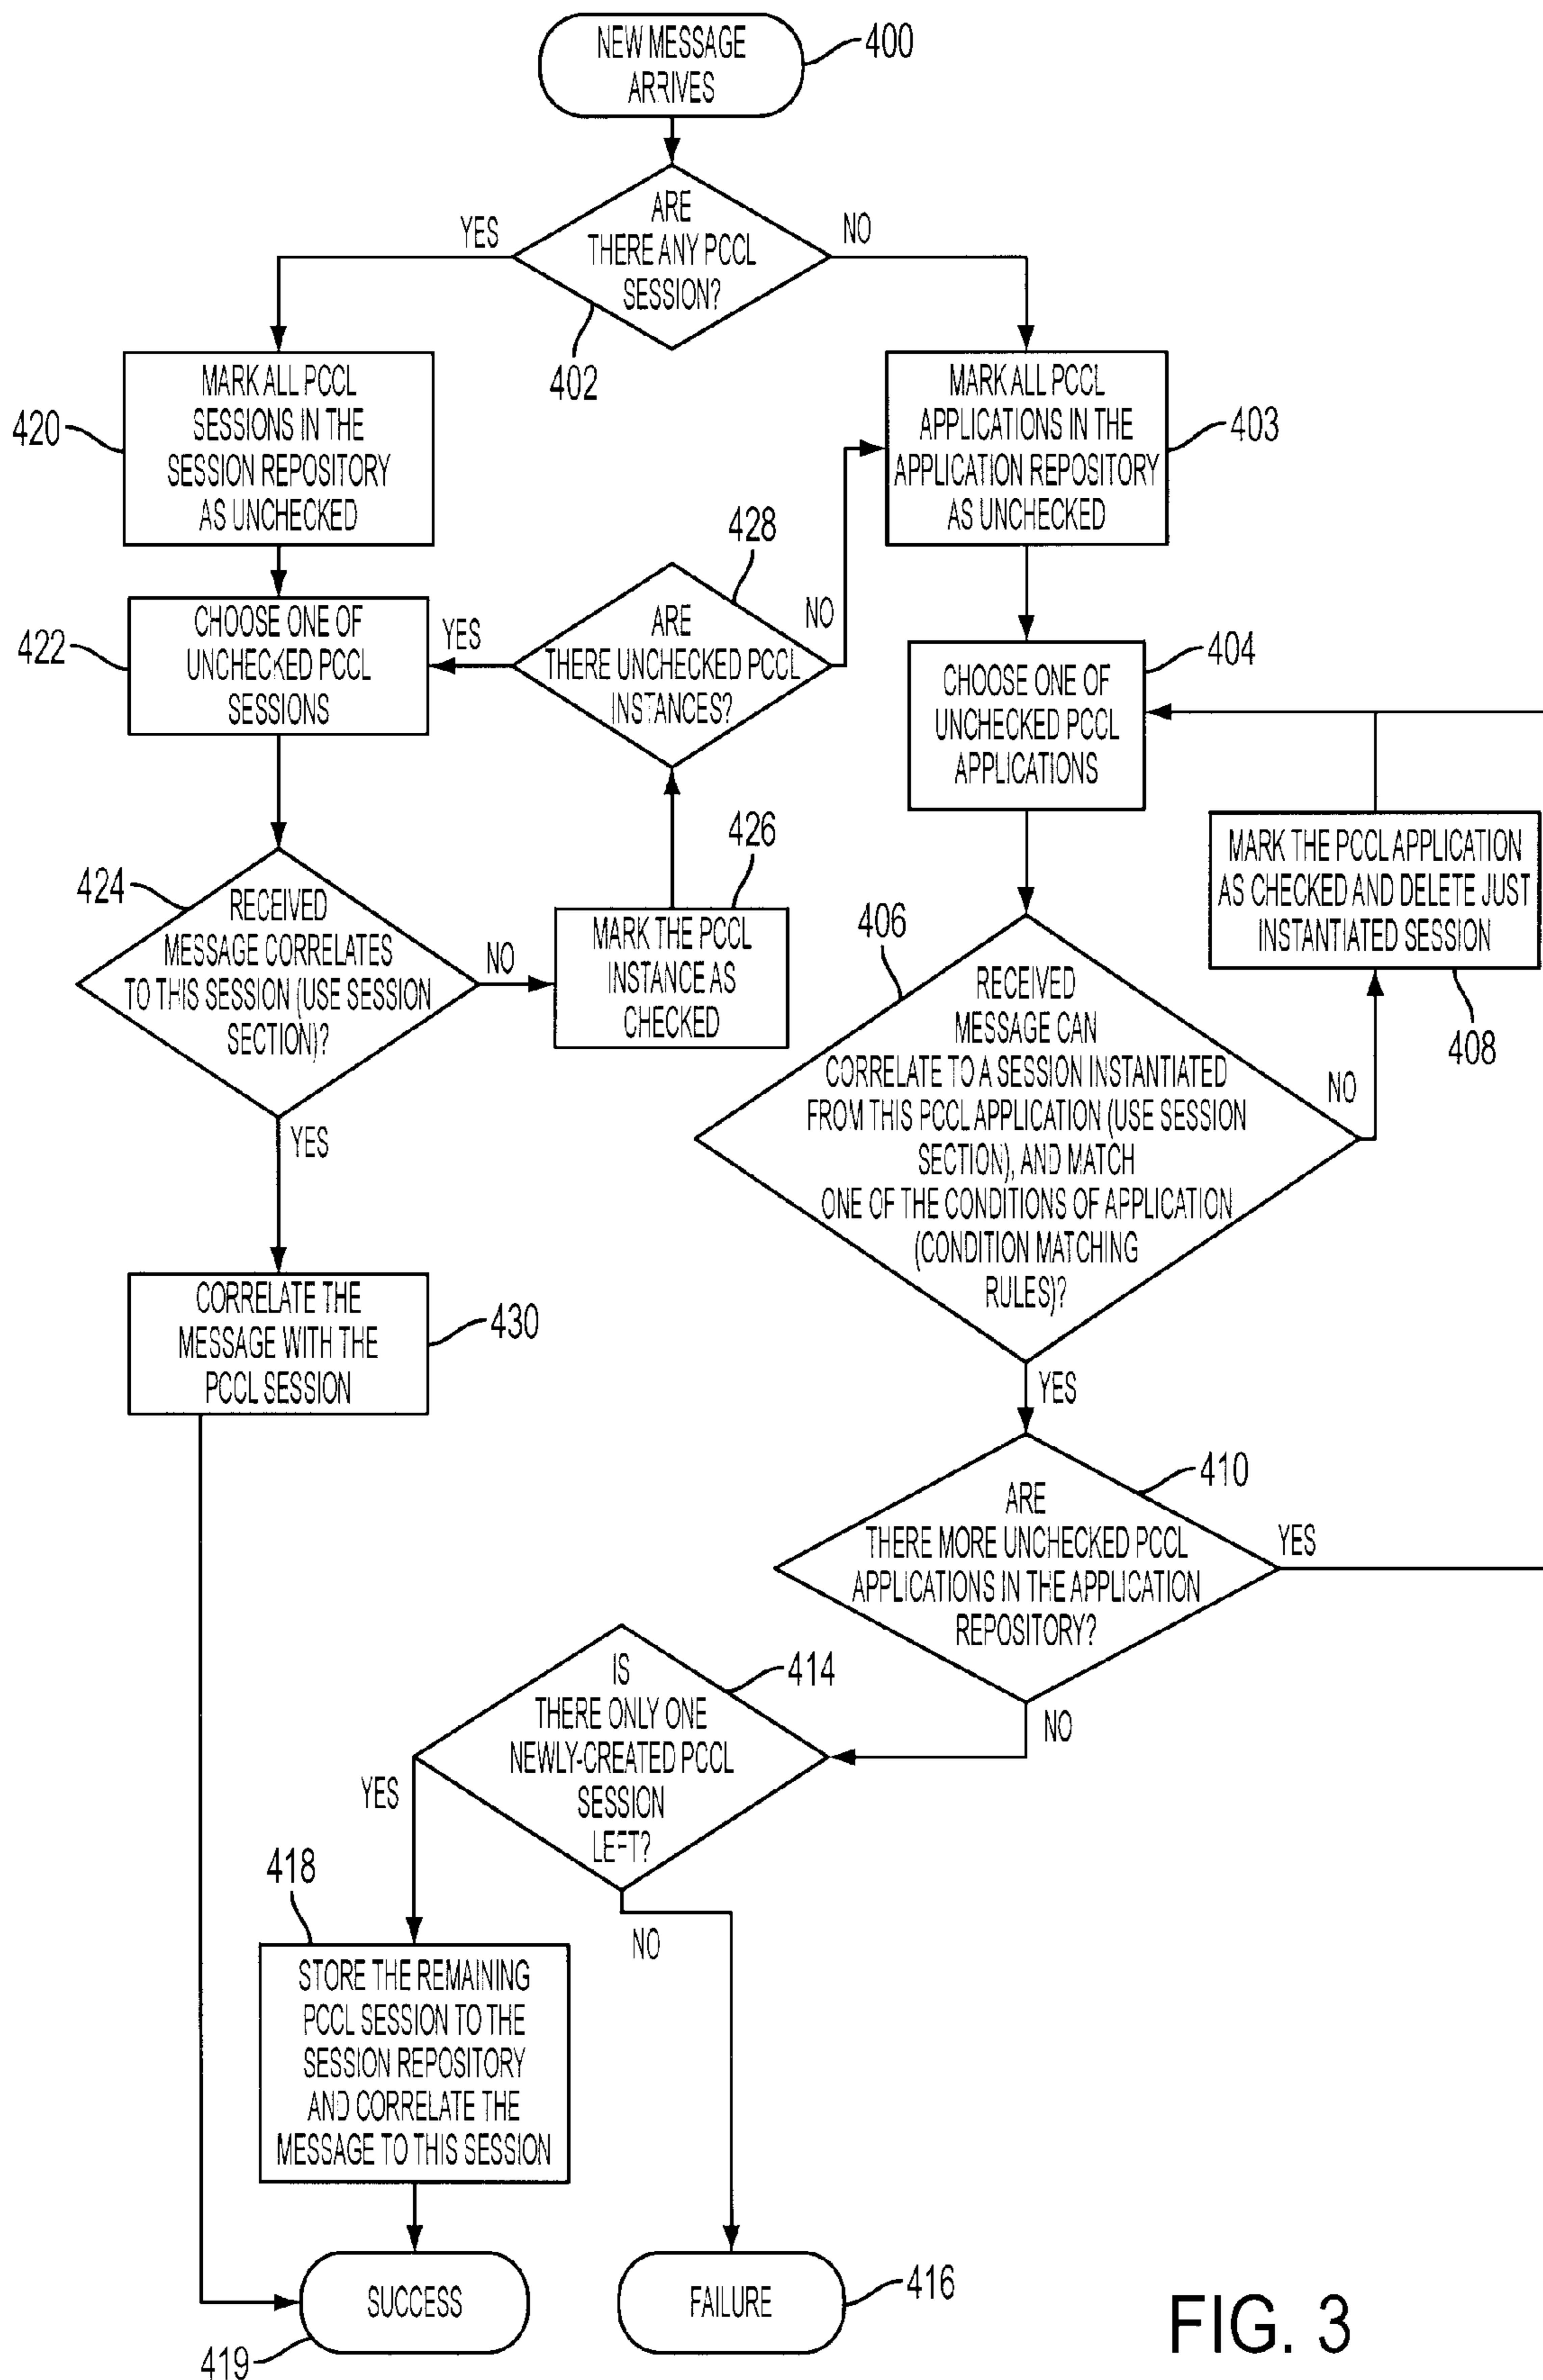 NEW MESSAGE
ARRIVES
400
ARE
THERE ANY PCCL
SESSION?
YES
NO
402
MARK ALL PCCL
SESSIONS IN THE
SESSION REPOSITORY
AS UNCHECKED
420
MARK ALL PCCL
APPLICATIONS IN THE
APPLICATION REPOSITORY
AS UNCHECKED
403
CHOOSE ONE OF
UNCHECKED PCCL
SESSIONS
422
YES
ARE
THERE UNCHECKED PCCL
INSTANCES?
428
NO
CHOOSE ONE OF
UNCHECKED PCCL
APPLICATIONS
404
424
RECEIVED
MESSAGE CORRELATES
TO THIS SESSION (USE SESSION
SECTION)?
NO
YES
426
MARK THE PCCL
INSTANCE AS
CHECKED
MARK THE PCCL APPLICATION
AS CHECKED AND DELETE JUST
INSTANTIATED SESSION
408
406
RECEIVED
MESSAGE CAN
CORRELATE TO A SESSION INSTANTIATED
FROM THIS PCCL APPLICATION (USE SESSION
SECTION), AND MATCH
ONE OF THE CONDITIONS OF APPLICATION
(CONDITION MATCHING
RULES)?
NO
YES
CORRELATE THE
MESSAGE WITH THE
PCCL SESSION
430
410
ARE
THERE MORE UNCHECKED PCCL
APPLICATIONS IN THE APPLICATION
REPOSITORY?
YES
NO
IS
THERE ONLY ONE
NEWLY-CREATED PCCL
SESSION
LEFT?
414
YES
NO
418
STORE THE REMAINING
PCCL SESSION TO THE
SESSION REPOSITORY
AND CORRELATE THE
MESSAGE TO THIS SESSION
SUCCESS
419
FAILURE
416
FIG. 3